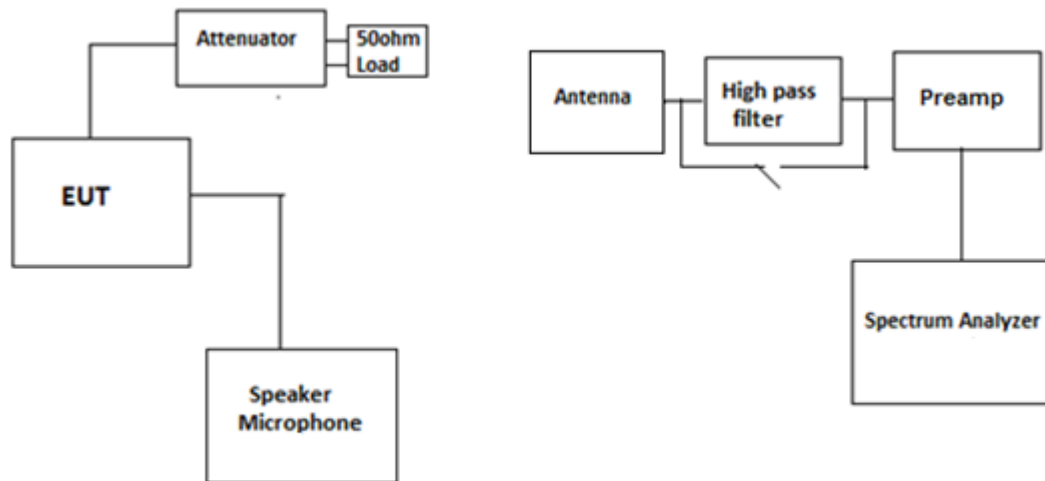 Attenuator
50ohm
Load
EUT
Speaker
Microphone
Antenna
High pass
filter
Preamp
Spectrum Analyzer